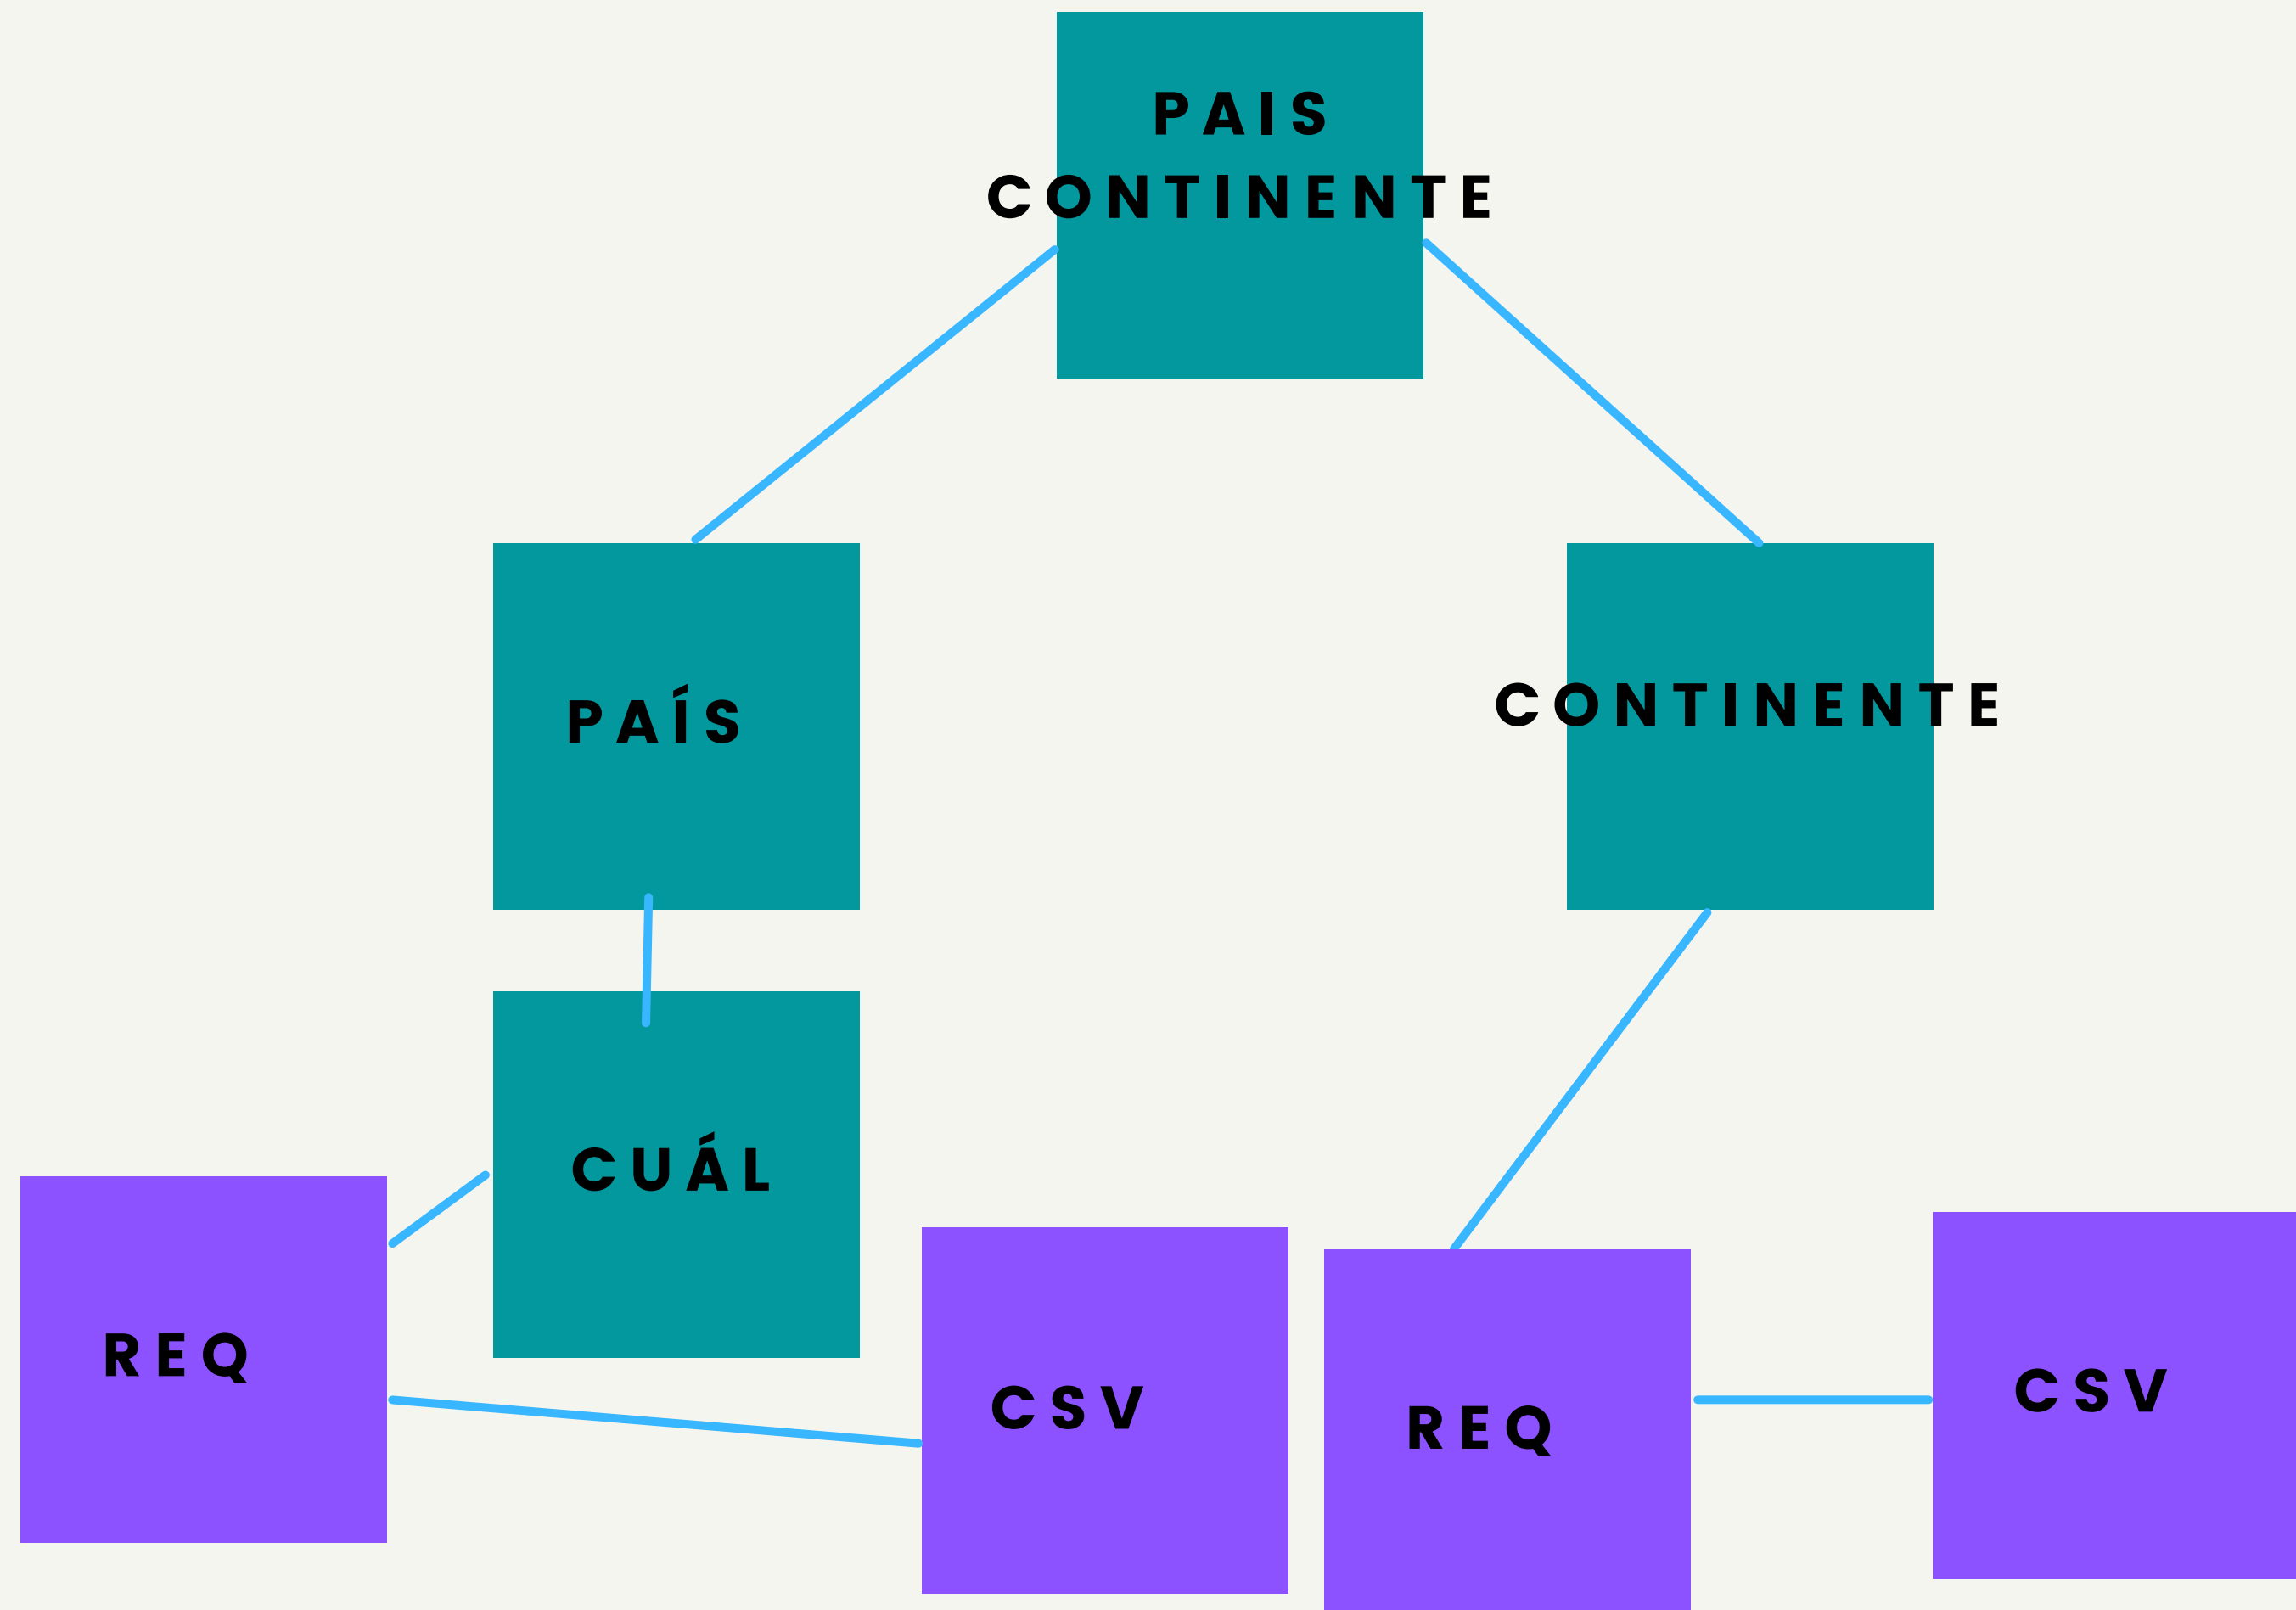 PAIS
CONTINENTE
PAÍS
CONTINENTE
CUÁL
REQ
CSV
REQ
CSV